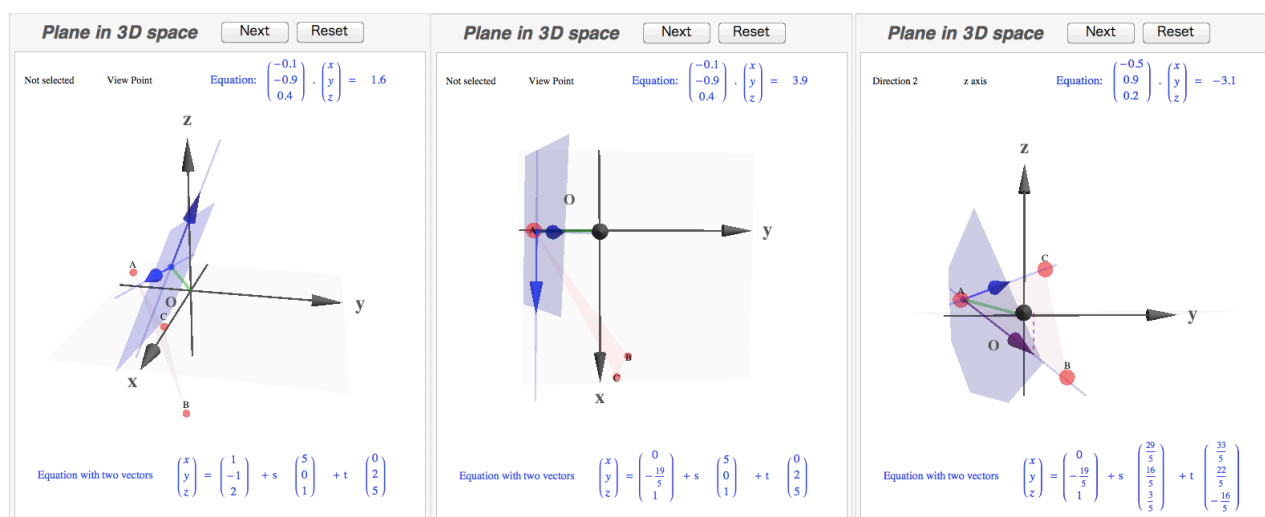 Plane in 3D space Next Reset
Not selected View Point Equation: (−0.1 −0.9 0.4) . (x y z) = 1.6
z
A
O
C
y
x
B
Equation with two vectors (x y z) = (1 −1 2) + s (5 0 1) + t (0 2 5)
Plane in 3D space Next Reset
Not selected View Point Equation: (−0.1 −0.9 0.4) . (x y z) = 3.9
O
A
y
B
C
x
Equation with two vectors (x y z) = (0 −19/5 1) + s (5 0 1) + t (0 2 5)
Plane in 3D space Next Reset
Direction 2 z axis Equation: (−0.5 0.9 0.2) . (x y z) = −3.1
z
C
A
y
O
B
Equation with two vectors (x y z) = (0 −19/5 1) + s (29/5 16/5 3/5) + t (33/5 22/5 −16/5)